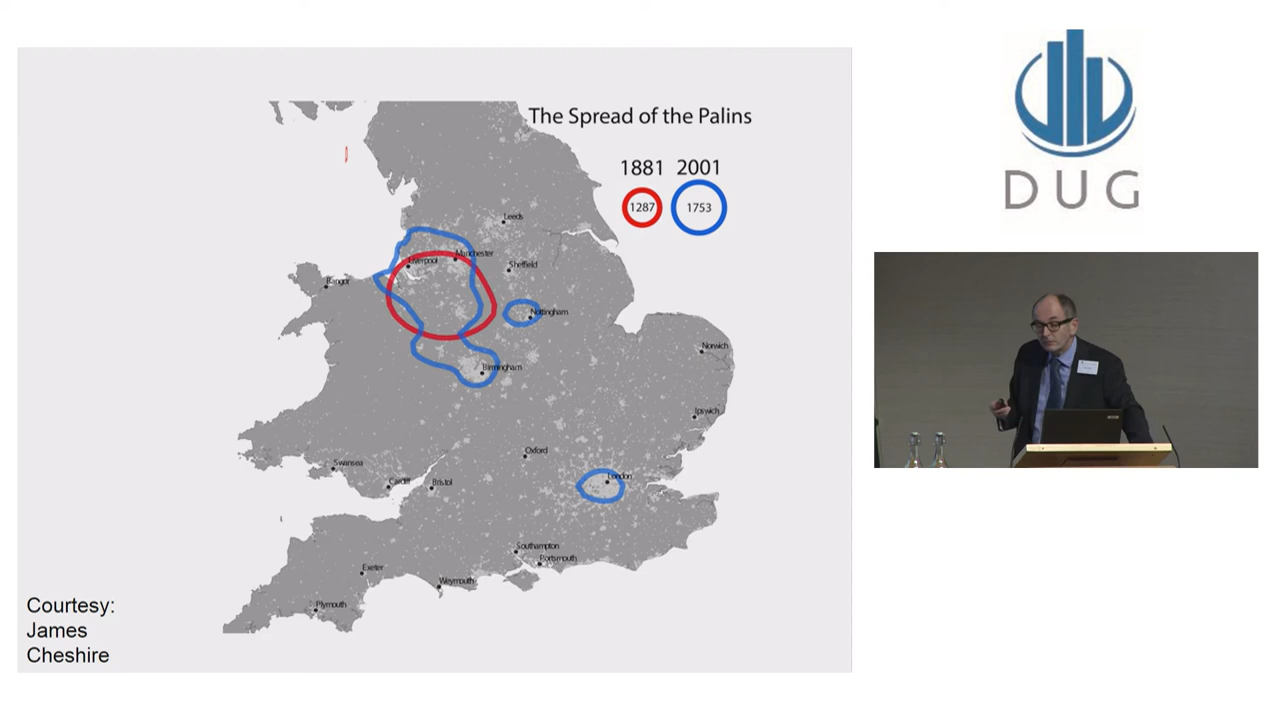 The Spread of the Palins
1881 2001
1287 1753
Leeds
Manchester
Liverpool
Sheffield
Bangor
Nottingham
Norwich
Birmingham
Ipswich
Oxford
Swansea
London
Cardiff
Bristol
Southampton
Portsmouth
Exeter
Weymouth
Plymouth
Courtesy:
James
Cheshire
DUG